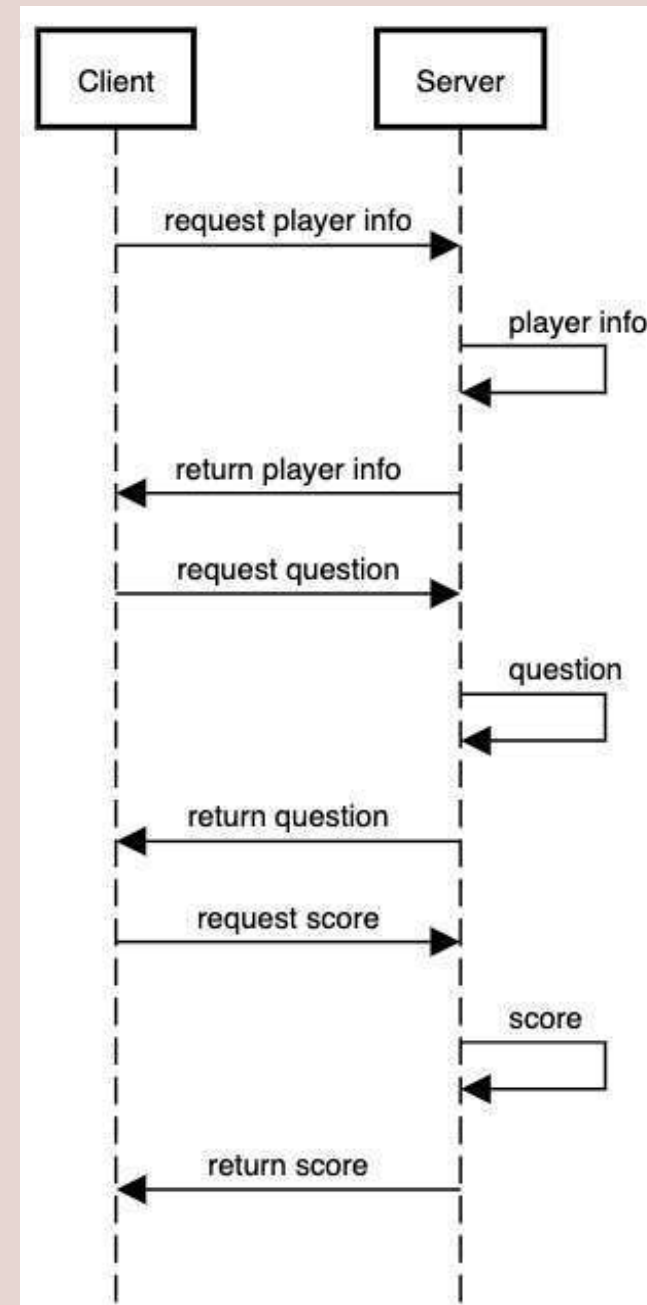 Client
Server
request player info
player info
return player info
request question
question
return question
request score
score
return score